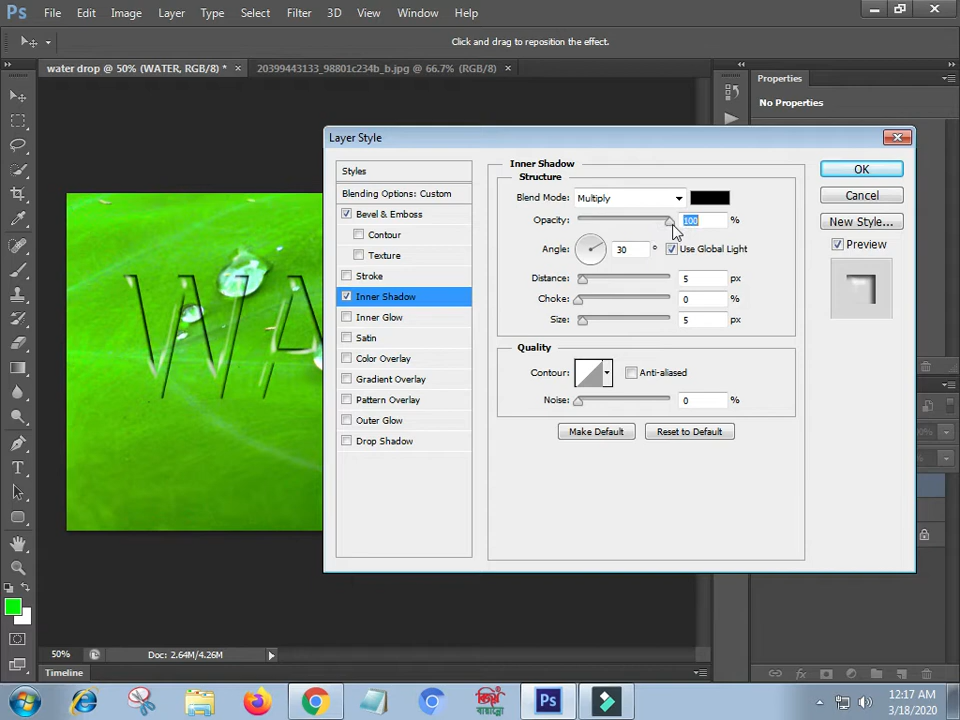 Ps File Edit Image Layer Type Select Filter 3D View Window Help
Click and drag to reposition the effect.
water drop @ 50% (WATER, RGB/8) * × 20399443133_98801c234b_b.jpg @ 66.7% (RGB/8) ×
Properties
No Properties
Layer Style
Styles
Blending Options: Custom
Bevel & Emboss
Contour
Texture
Stroke
Inner Shadow
Inner Glow
Satin
Color Overlay
Gradient Overlay
Pattern Overlay
Outer Glow
Drop Shadow
Inner Shadow
Structure
Blend Mode: Multiply
Opacity: 100 %
Angle: 30 ° Use Global Light
Distance: 5 px
Choke: 0 %
Size: 5 px
Quality
Contour: Anti-aliased
Noise: 0 %
Make Default Reset to Default
OK
Cancel
New Style...
Preview
WA
50% Doc: 2.64M/4.26M
Timeline
Ps
12:17 AM
3/18/2020